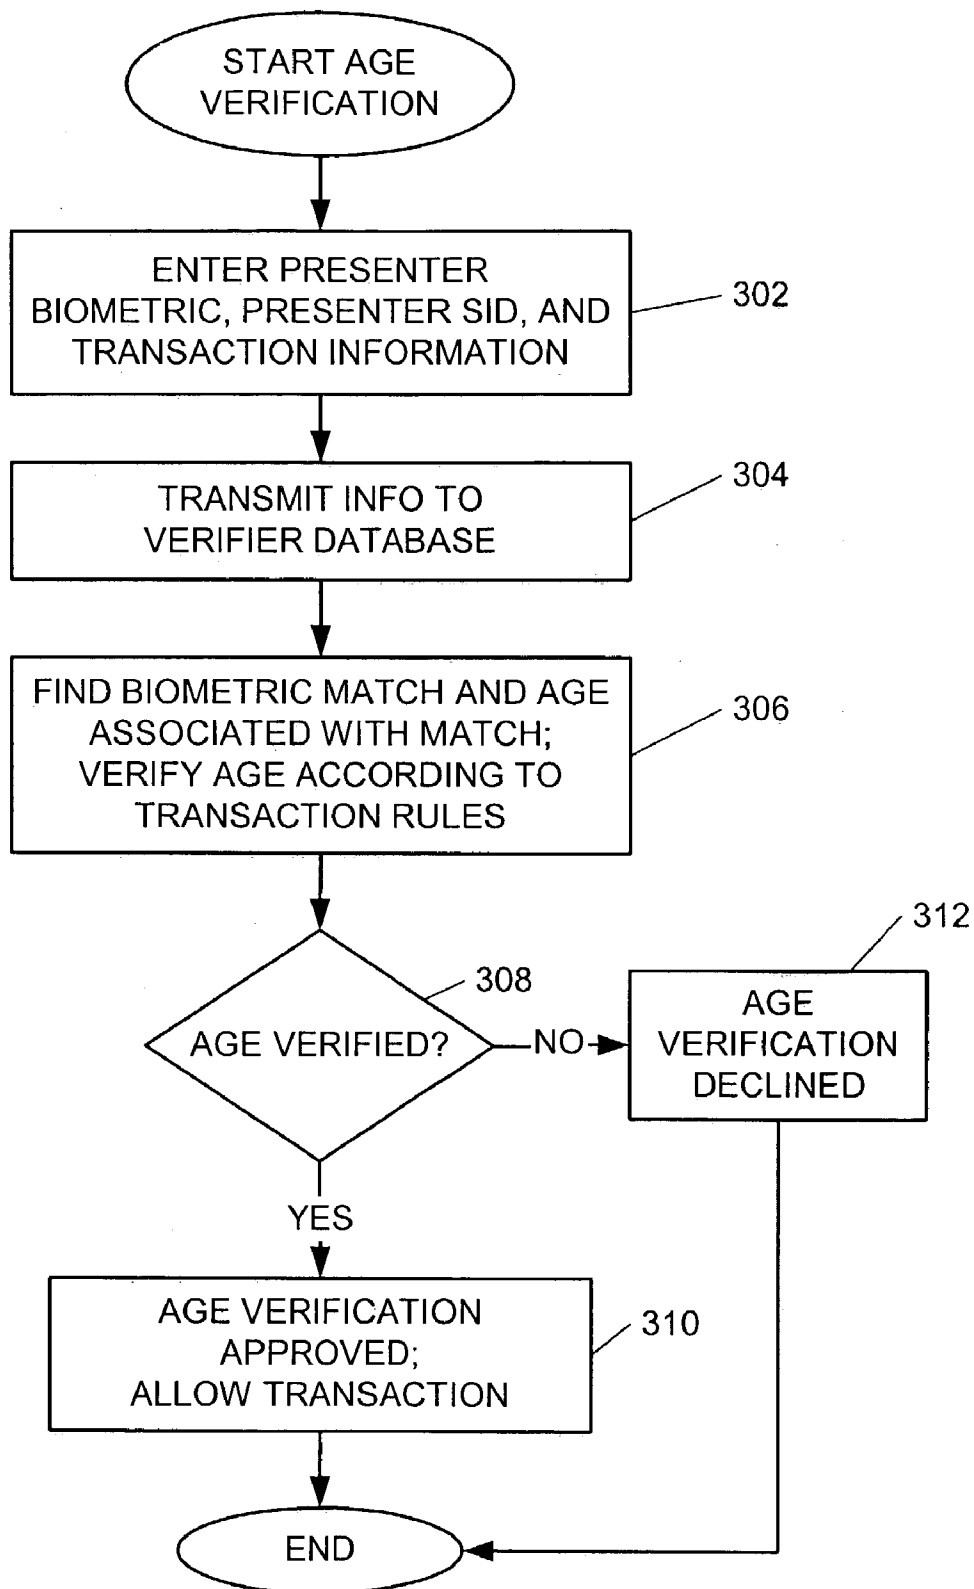 START AGE
VERIFICATION
ENTER PRESENTER
BIOMETRIC, PRESENTER SID, AND
TRANSACTION INFORMATION
302
TRANSMIT INFO TO
VERIFIER DATABASE
304
FIND BIOMETRIC MATCH AND AGE
ASSOCIATED WITH MATCH;
VERIFY AGE ACCORDING TO
TRANSACTION RULES
306
AGE VERIFIED?
308
NO
AGE
VERIFICATION
DECLINED
312
YES
AGE VERIFICATION
APPROVED;
ALLOW TRANSACTION
310
END